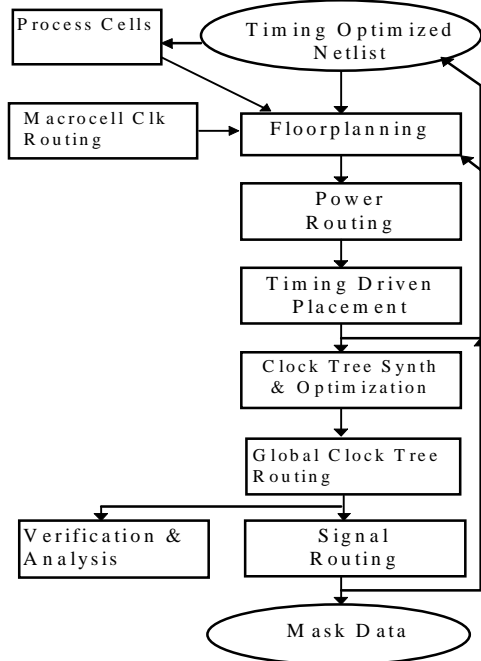 Process Cells
Timing Optimized
Netlist
Macrocell Clk
Routing
Floorplanning
Power
Routing
Timing Driven
Placement
Clock Tree Synth
& Optimization
Global Clock Tree
Routing
Verification &
Analysis
Signal
Routing
Mask Data